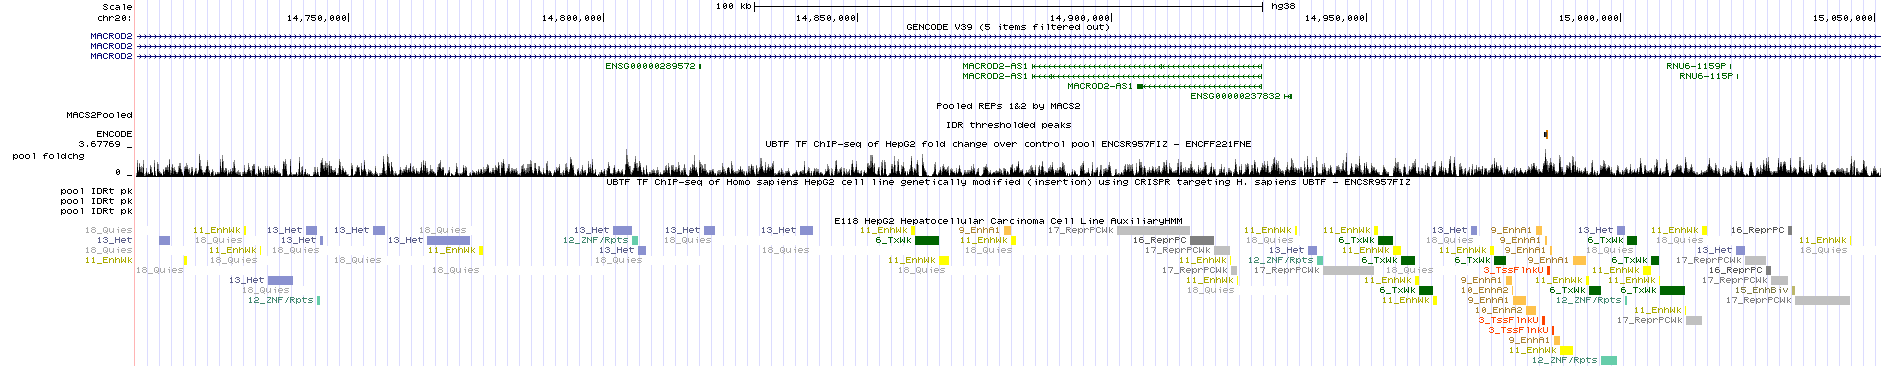 Scale 100 kb hg38
chr20: 14,750,000 14,800,000 14,850,000 14,900,000 14,950,000 15,000,000 15,050,000
GENCODE V39 (5 items filtered out)
MACROD2
MACROD2
MACROD2
ENSG00000289572 MACROD2-AS1 RNU6-1159P
MACROD2-AS1 RNU6-115P
MACROD2-AS1
ENSG00000237832
Pooled REPs 1&2 by MACS2
MACS2Pooled
IDR thresholded peaks
ENCODE
3.67769 _
UBTF TF ChIP-seq of HepG2 fold change over control pool ENCSR957FIZ - ENCFF221FNE
pool foldchg
0 _
UBTF TF ChIP-seq of Homo sapiens HepG2 cell line genetically modified (insertion) using CRISPR targeting H. sapiens UBTF - ENCSR957FIZ
pool IDRt pk
pool IDRt pk
pool IDRt pk
E118 HepG2 Hepatocellular Carcinoma Cell Line AuxiliaryHMM
18_Quies 11_EnhWk 13_Het 13_Het 18_Quies 13_Het 13_Het 13_Het 11_EnhWk 9_EnhA1 17_ReprPCWk 11_EnhWk 11_EnhWk 13_Het 9_EnhA1 13_Het 11_EnhWk 16_ReprPC
13_Het 18_Quies 13_Het 13_Het 12_ZNF/Rpts 18_Quies 6_TxWk 11_EnhWk 16_ReprPC 18_Quies 6_TxWk 18_Quies 9_EnhA1 6_TxWk 18_Quies 11_EnhWk
18_Quies 11_EnhWk 18_Quies 11_EnhWk 13_Het 18_Quies 18_Quies 17_ReprPCWk 13_Het 11_EnhWk 11_EnhWk 9_EnhA1 18_Quies 13_Het 18_Quies
11_EnhWk 18_Quies 18_Quies 18_Quies 11_EnhWk 11_EnhWk 12_ZNF/Rpts 6_TxWk 6_TxWk 9_EnhA1 6_TxWk 17_ReprPCWk
18_Quies 18_Quies 18_Quies 17_ReprPCWk 17_ReprPCWk 18_Quies 3_TssFlnkU 11_EnhWk 16_ReprPC
13_Het 11_EnhWk 11_EnhWk 9_EnhA1 11_EnhWk 17_ReprPCWk
18_Quies 18_Quies 6_TxWk 10_EnhA2 6_TxWk 6_TxWk 15_EnhBiv
12_ZNF/Rpts 11_EnhWk 9_EnhA1 12_ZNF/Rpts 17_ReprPCWk
10_EnhA2 11_EnhWk
3_TssFlnkU 17_ReprPCWk
3_TssFlnkU
9_EnhA1
11_EnhWk
12_ZNF/Rpts